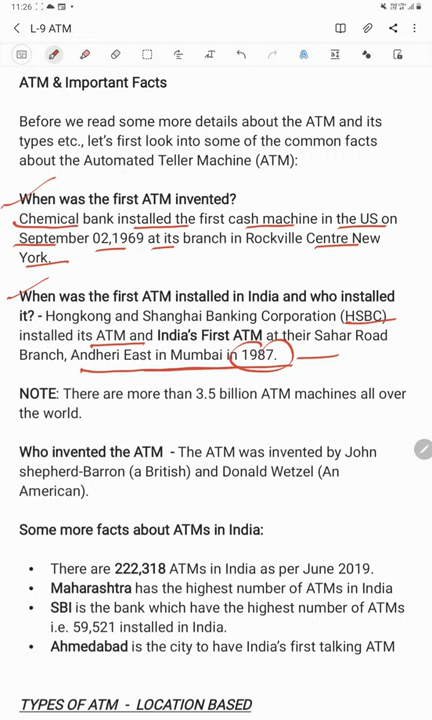 11:26
L-9 ATM
ATM & Important Facts
Before we read some more details about the ATM and its
types etc., let's first look into some of the common facts
about the Automated Teller Machine (ATM):
When was the first ATM invented?
Chemical bank installed the first cash machine in the US on
September 02,1969 at its branch in Rockville Centre New
York.
When was the first ATM installed in India and who installed
it? - Hongkong and Shanghai Banking Corporation (HSBC)
installed its ATM and India's First ATM at their Sahar Road
Branch, Andheri East in Mumbai in 1987.
NOTE: There are more than 3.5 billion ATM machines all over
the world.
Who invented the ATM - The ATM was invented by John
shepherd-Barron (a British) and Donald Wetzel (An
American).
Some more facts about ATMs in India:
• There are 222,318 ATMs in India as per June 2019.
• Maharashtra has the highest number of ATMs in India
• SBI is the bank which have the highest number of ATMs
i.e. 59,521 installed in India.
• Ahmedabad is the city to have India's first talking ATM
TYPES OF ATM - LOCATION BASED